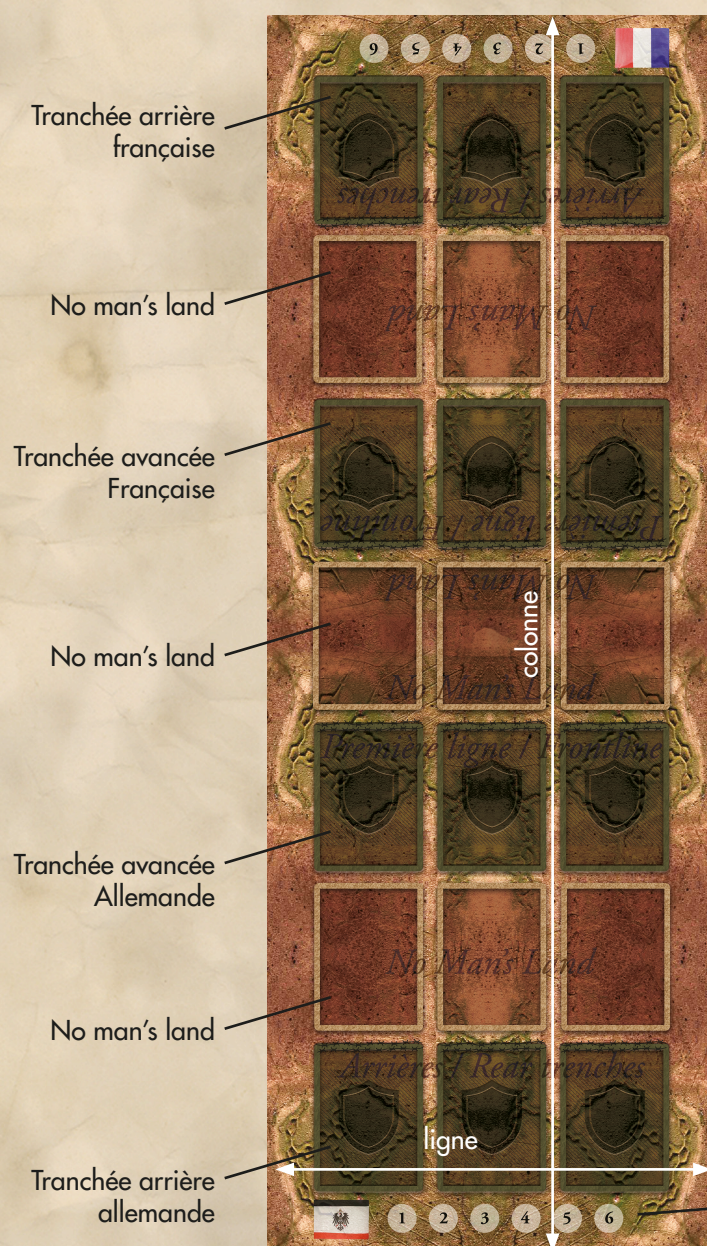 6 5 4 3 2 1
Tranchée arrière
française
Arrières / Rear trenches
No man's land
No Man's Land
Tranchée avancée
Française
Première ligne / Frontline
No Man's Land
No man's land
colonne
No Man's Land
Première ligne / Frontline
Tranchée avancée
Allemande
No Man's Land
No man's land
Arrières / Rear trenches
ligne
Tranchée arrière
allemande
1 2 3 4 5 6